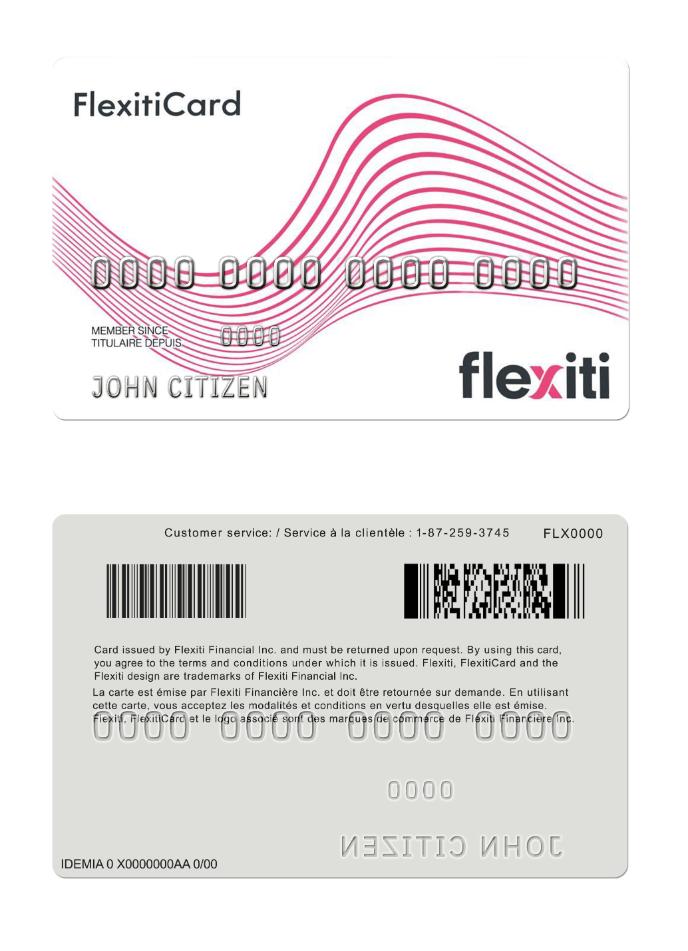 FlexitiCard
0000 0000 0000 0000
MEMBER SINCE
TITULAIRE DEPUIS 0000
JOHN CITIZEN
flexiti
Customer service: / Service à la clientèle : 1-87-259-3745 FLX0000
Card issued by Flexiti Financial Inc. and must be returned upon request. By using this card,
you agree to the terms and conditions under which it is issued. Flexiti, FlexitiCard and the
Flexiti design are trademarks of Flexiti Financial Inc.
La carte est émise par Flexiti Financière Inc. et doit être retournée sur demande. En utilisant
cette carte, vous acceptez les modalités et conditions en vertu desquelles elle est émise.
Flexiti, FlexitiCard et le logo associé sont des marques de commerce de Flexiti Financière Inc.
0000 0000 0000 0000
0000
JOHN CITIZEN
IDEMIA 0 X0000000AA 0/00